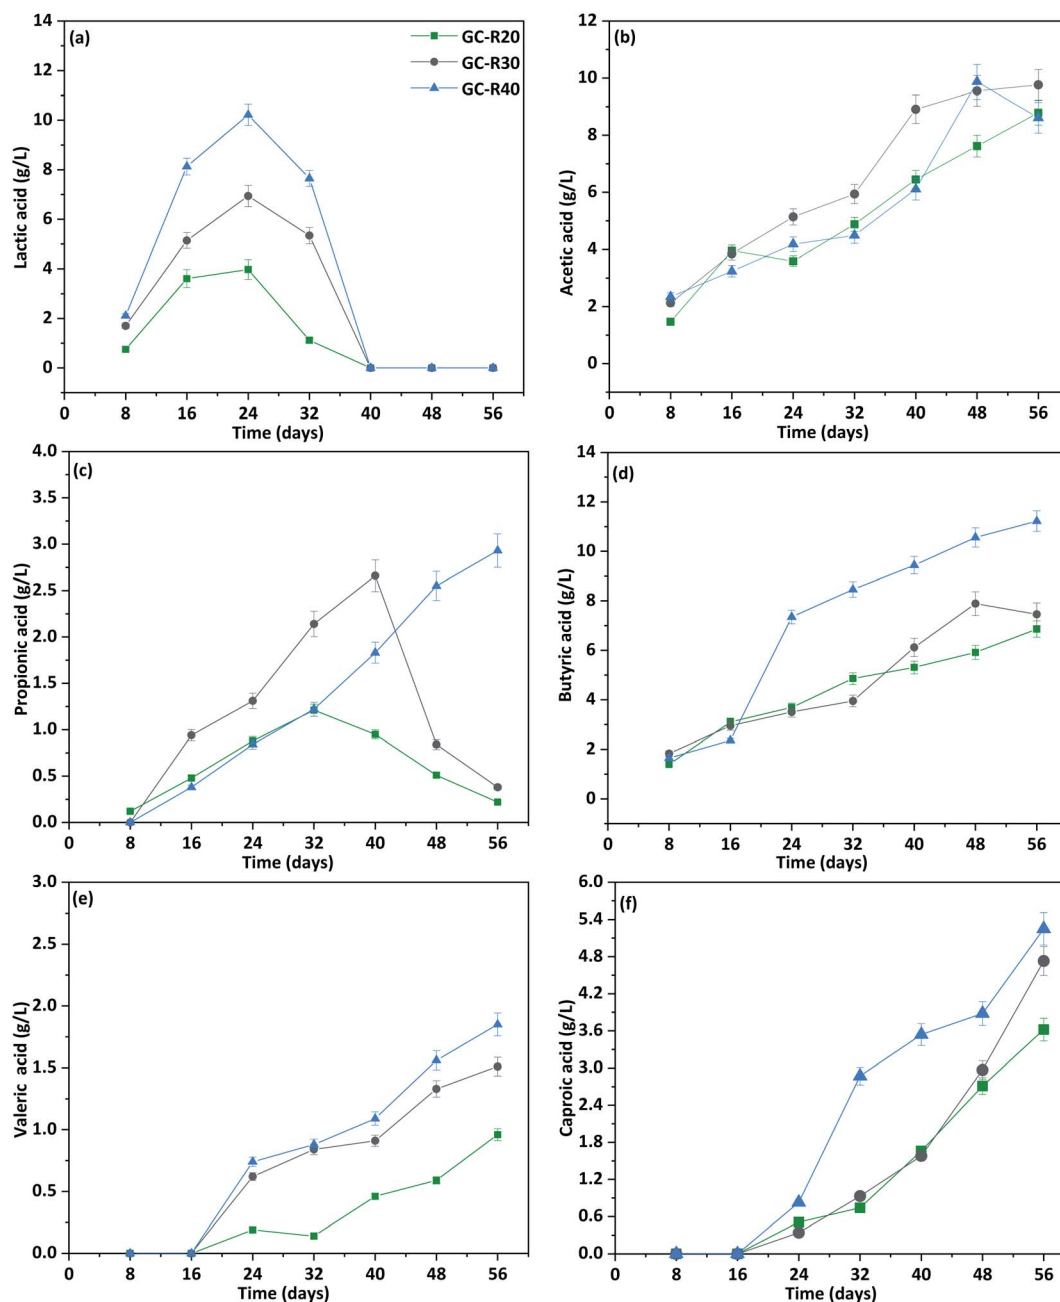 (a)
GC-R20
GC-R30
GC-R40
Lactic acid (g/L)
14
12
10
8
6
4
2
0
0 8 16 24 32 40 48 56
Time (days)
(b)
Acetic acid (g/L)
12
10
8
6
4
2
0
0 8 16 24 32 40 48 56
Time (days)
(c)
Propionic acid (g/L)
4.0
3.5
3.0
2.5
2.0
1.5
1.0
0.5
0.0
0 8 16 24 32 40 48 56
Time (days)
(d)
Butyric acid (g/L)
14
12
10
8
6
4
2
0
0 8 16 24 32 40 48 56
Time (days)
(e)
Valeric acid (g/L)
3.0
2.5
2.0
1.5
1.0
0.5
0.0
0 8 16 24 32 40 48 56
Time (days)
(f)
Caproic acid (g/L)
6.0
5.4
4.8
4.2
3.6
3.0
2.4
1.8
1.2
0.6
0.0
0 8 16 24 32 40 48 56
Time (days)